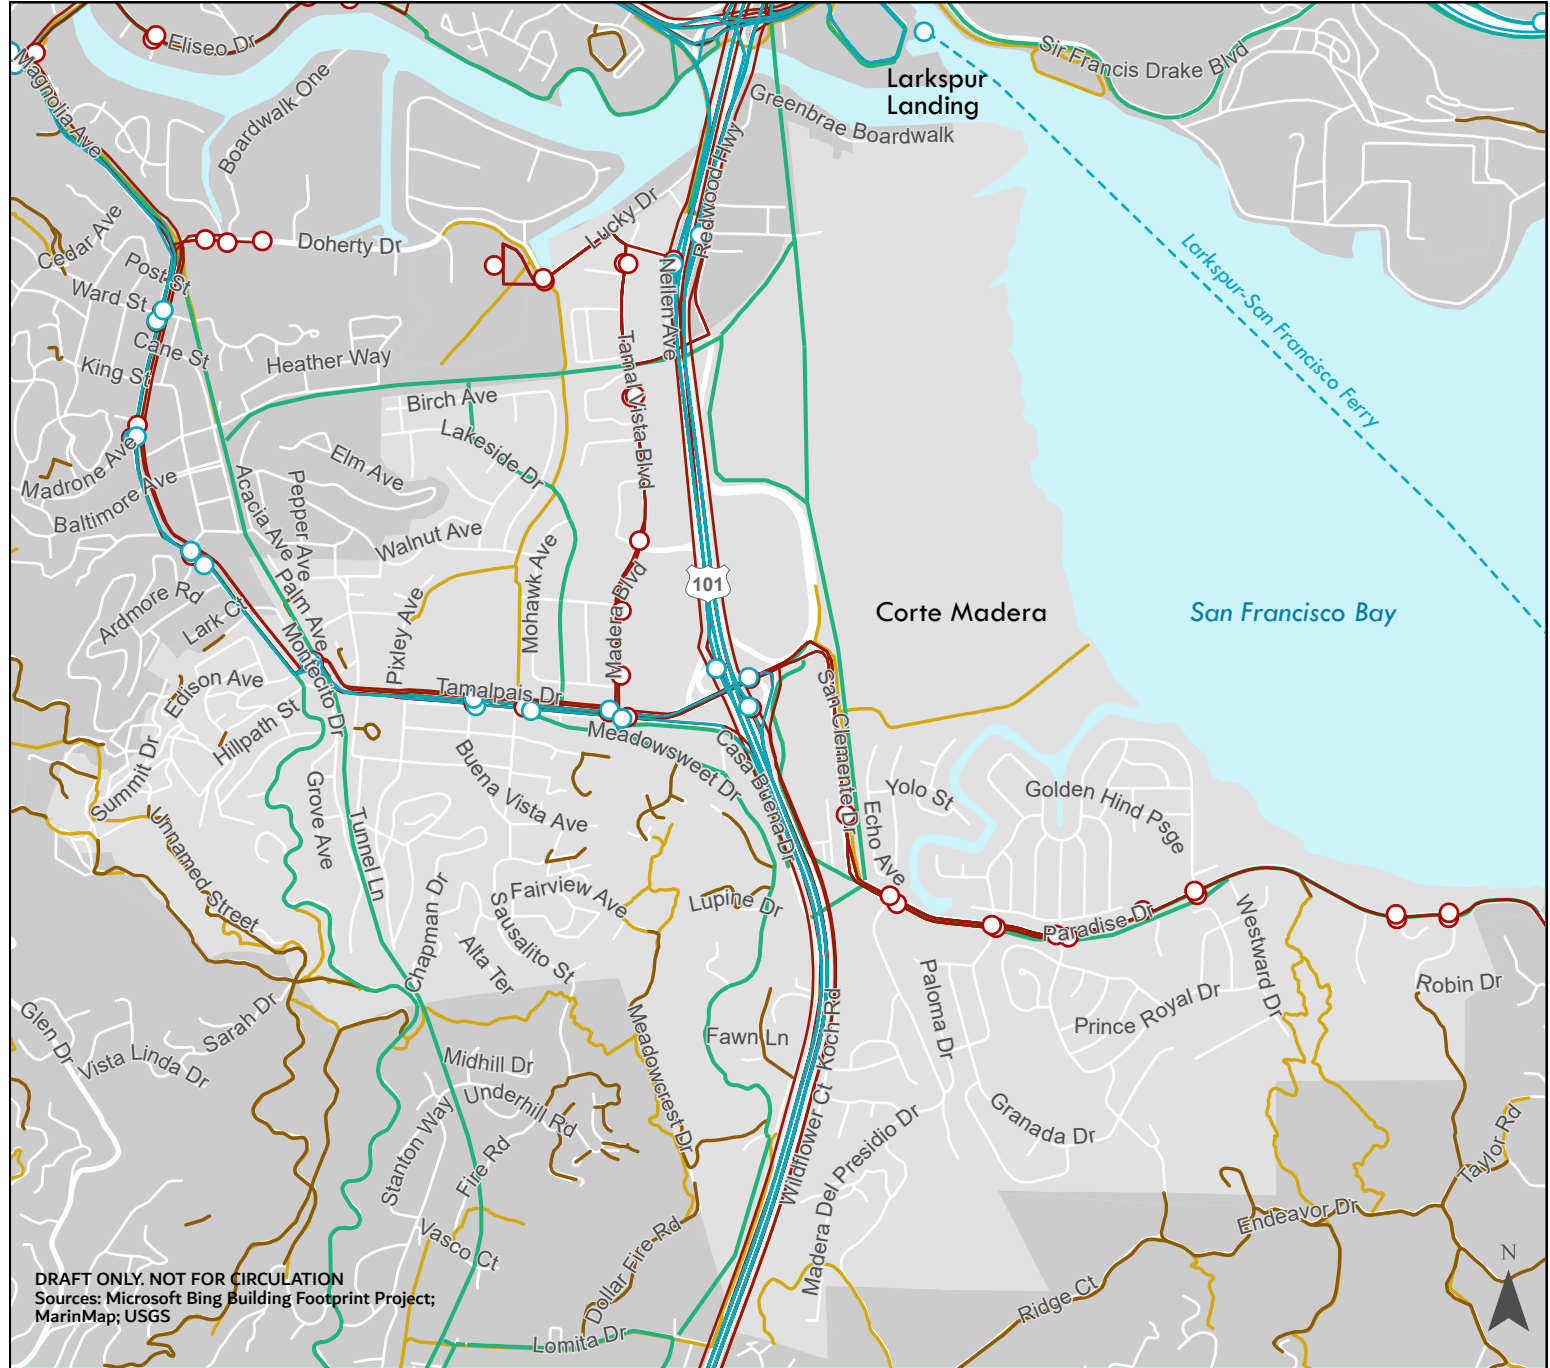 Eliseo Dr
Magnolia Ave
Boardwalk One
Larkspur
Landing
Sir Francis Drake Blvd
Greenbrae Boardwalk
Redwood Hwy
Lucky Dr
Doherty Dr
Cedar Ave
Post St
Ward St
Cane St
King St
Heather Way
Nellen Ave
Tamal Vista Blvd
Larkspur-San Francisco Ferry
Birch Ave
Lakeside Dr
Elm Ave
Madrone Ave
Baltimore Ave
Acacia Ave
Pepper Ave
Walnut Ave
Palm Ave
Mohawk Ave
Madera Blvd
101
Corte Madera
San Francisco Bay
Ardmore Rd
Lark Ct
Pixley Ave
Montecito Dr
Edison Ave
Tamalpais Dr
Hillpath St
Summit Dr
Meadowsweet Dr
Casa Buena Dr
San Clemente Dr
Buena Vista Ave
Grove Ave
Tunnel Ln
Echo Ave
Yolo St
Golden Hind Psge
Unnamed Street
Chapman Dr
Sausalito St
Fairview Ave
Alta Ter
Lupine Dr
Paradise Dr
Westward Dr
Robin Dr
Paloma Dr
Prince Royal Dr
Glen Dr
Vista Linda Dr
Sarah Dr
Fawn Ln
Koch Rd
Meadowcrest Dr
Midhill Dr
Underhill Rd
Stanton Way
Fire Rd
Granada Dr
Wildflower Ct
Madera Del Presidio Dr
Taylor Rd
Endeavor Dr
Vasco Ct
Dollar Fire Rd
Ridge Ct
Lomita Dr
N
DRAFT ONLY. NOT FOR CIRCULATION
Sources: Microsoft Bing Building Footprint Project;
MarinMap; USGS